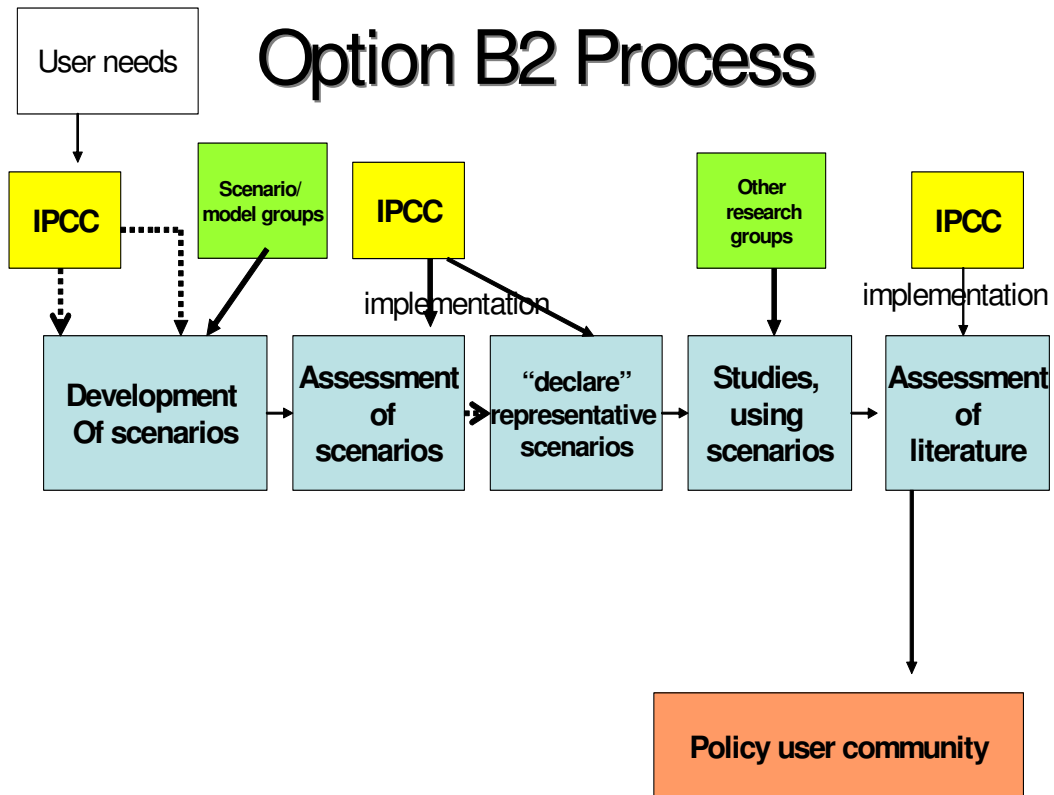 User needs
Option B2 Process
IPCC
Scenario/
model groups
IPCC
Other
research
groups
IPCC
implementation
implementation
Development
Of scenarios
Assessment
of
scenarios
“declare”
representative
scenarios
Studies,
using
scenarios
Assessment
of
literature
Policy user community